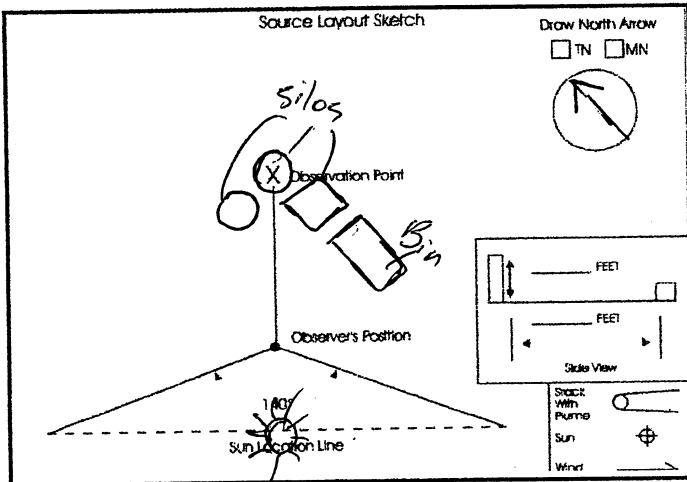 Source Layout Sketch
Draw North Arrow
TN MN
Silos
X Observation Point
Bin
FEET
FEET
Side View
Observer's Position
140°
Sun Location Line
Stack
With
Plume
Sun
Wind